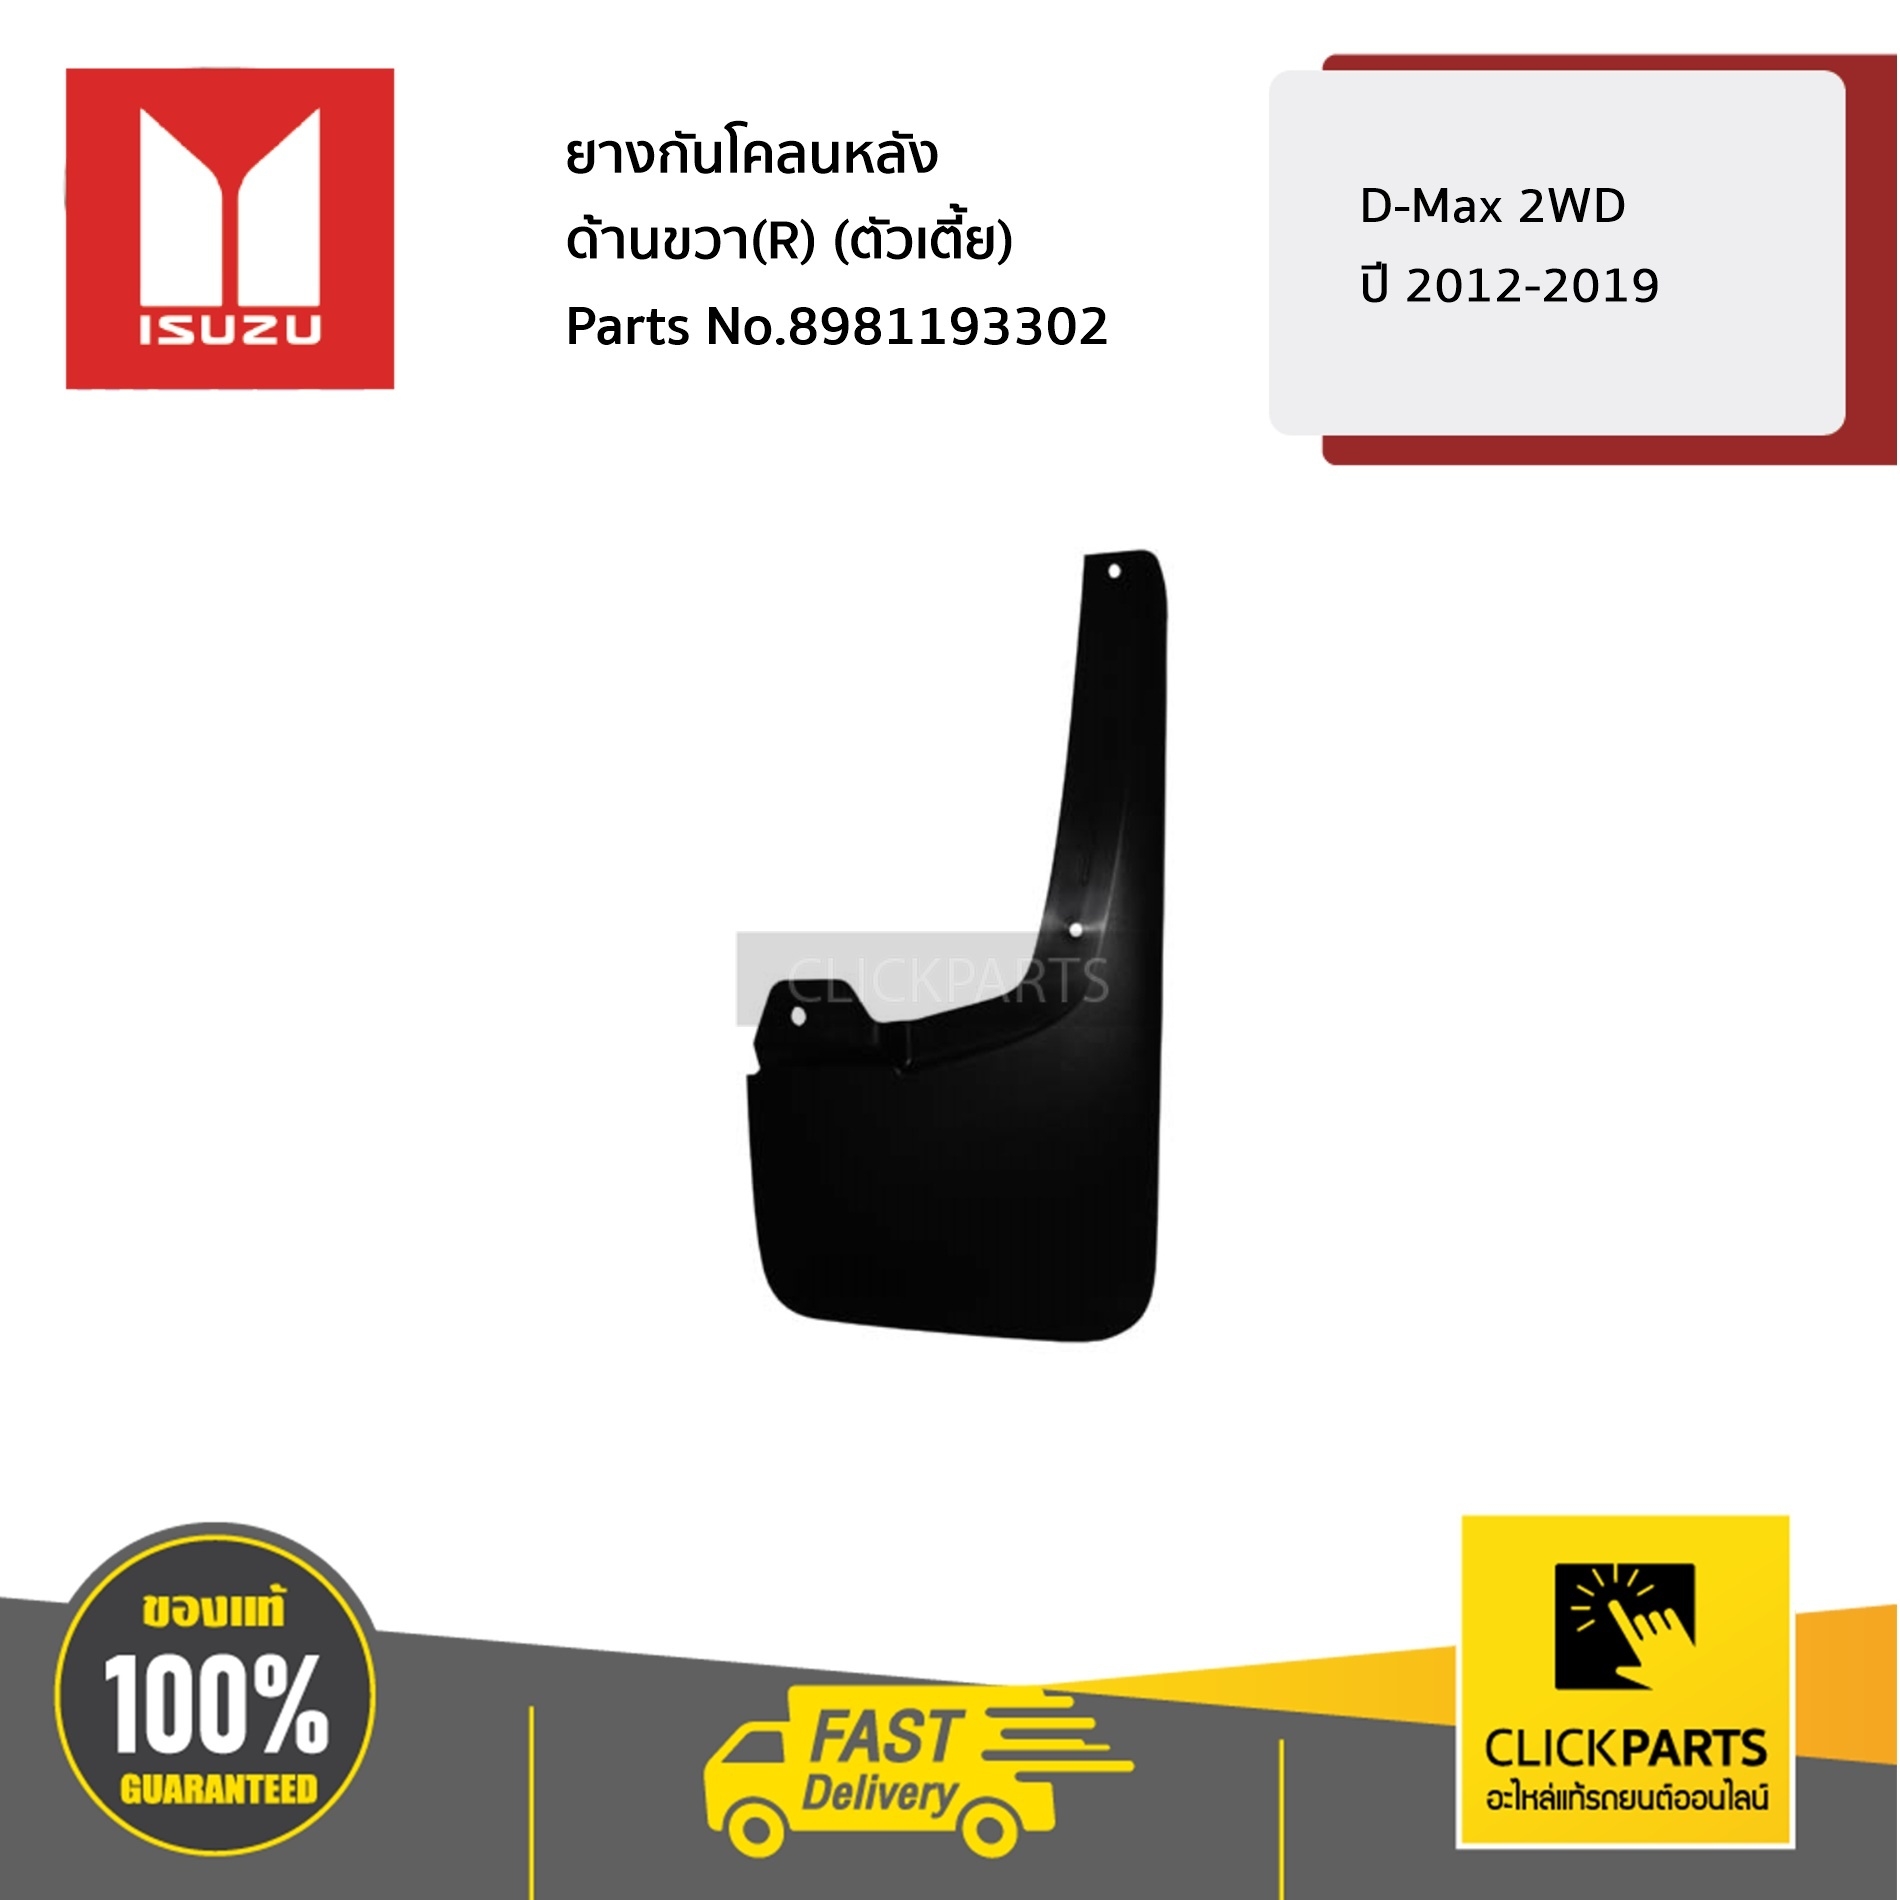 ISUZU
ยางกันโคลนหลัง
ด้านขวา(R) (ตัวเตี้ย)
Parts No.8981193302
D-Max 2WD
ปี 2012-2019
CLICKPARTS
ของแท้
100%
GUARANTEED
FAST
Delivery
CLICKPARTS
อะไหล่แท้รถยนต์ออนไลน์